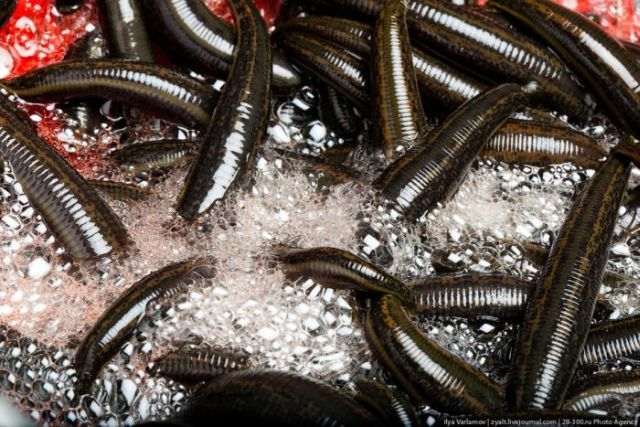 Ilya Varlamov | zyalt.livejournal.com | 28-300.ru Photo Agency